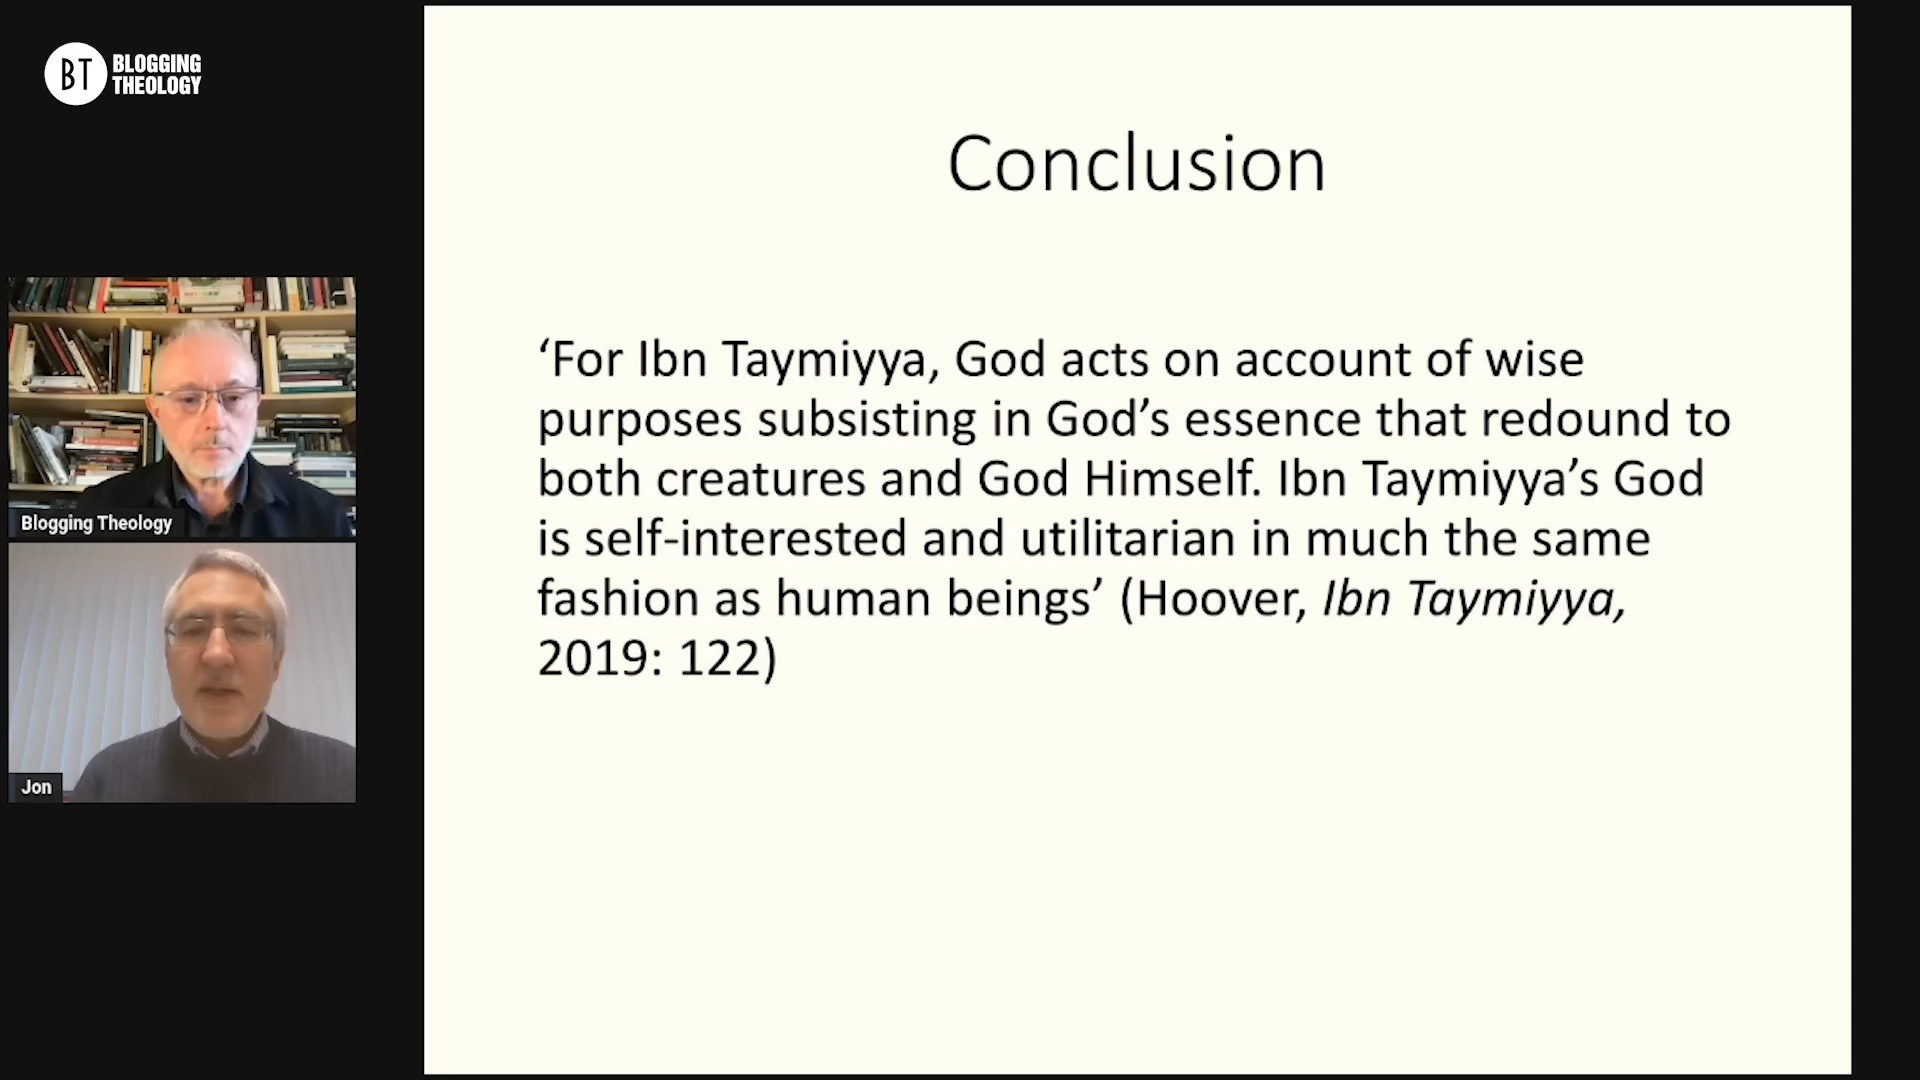 BT
BLOGGING
THEOLOGY
Conclusion
‘For Ibn Taymiyya, God acts on account of wise
purposes subsisting in God’s essence that redound to
both creatures and God Himself. Ibn Taymiyya’s God
is self-interested and utilitarian in much the same
fashion as human beings’ (Hoover, Ibn Taymiyya,
2019: 122)
Blogging Theology
Jon